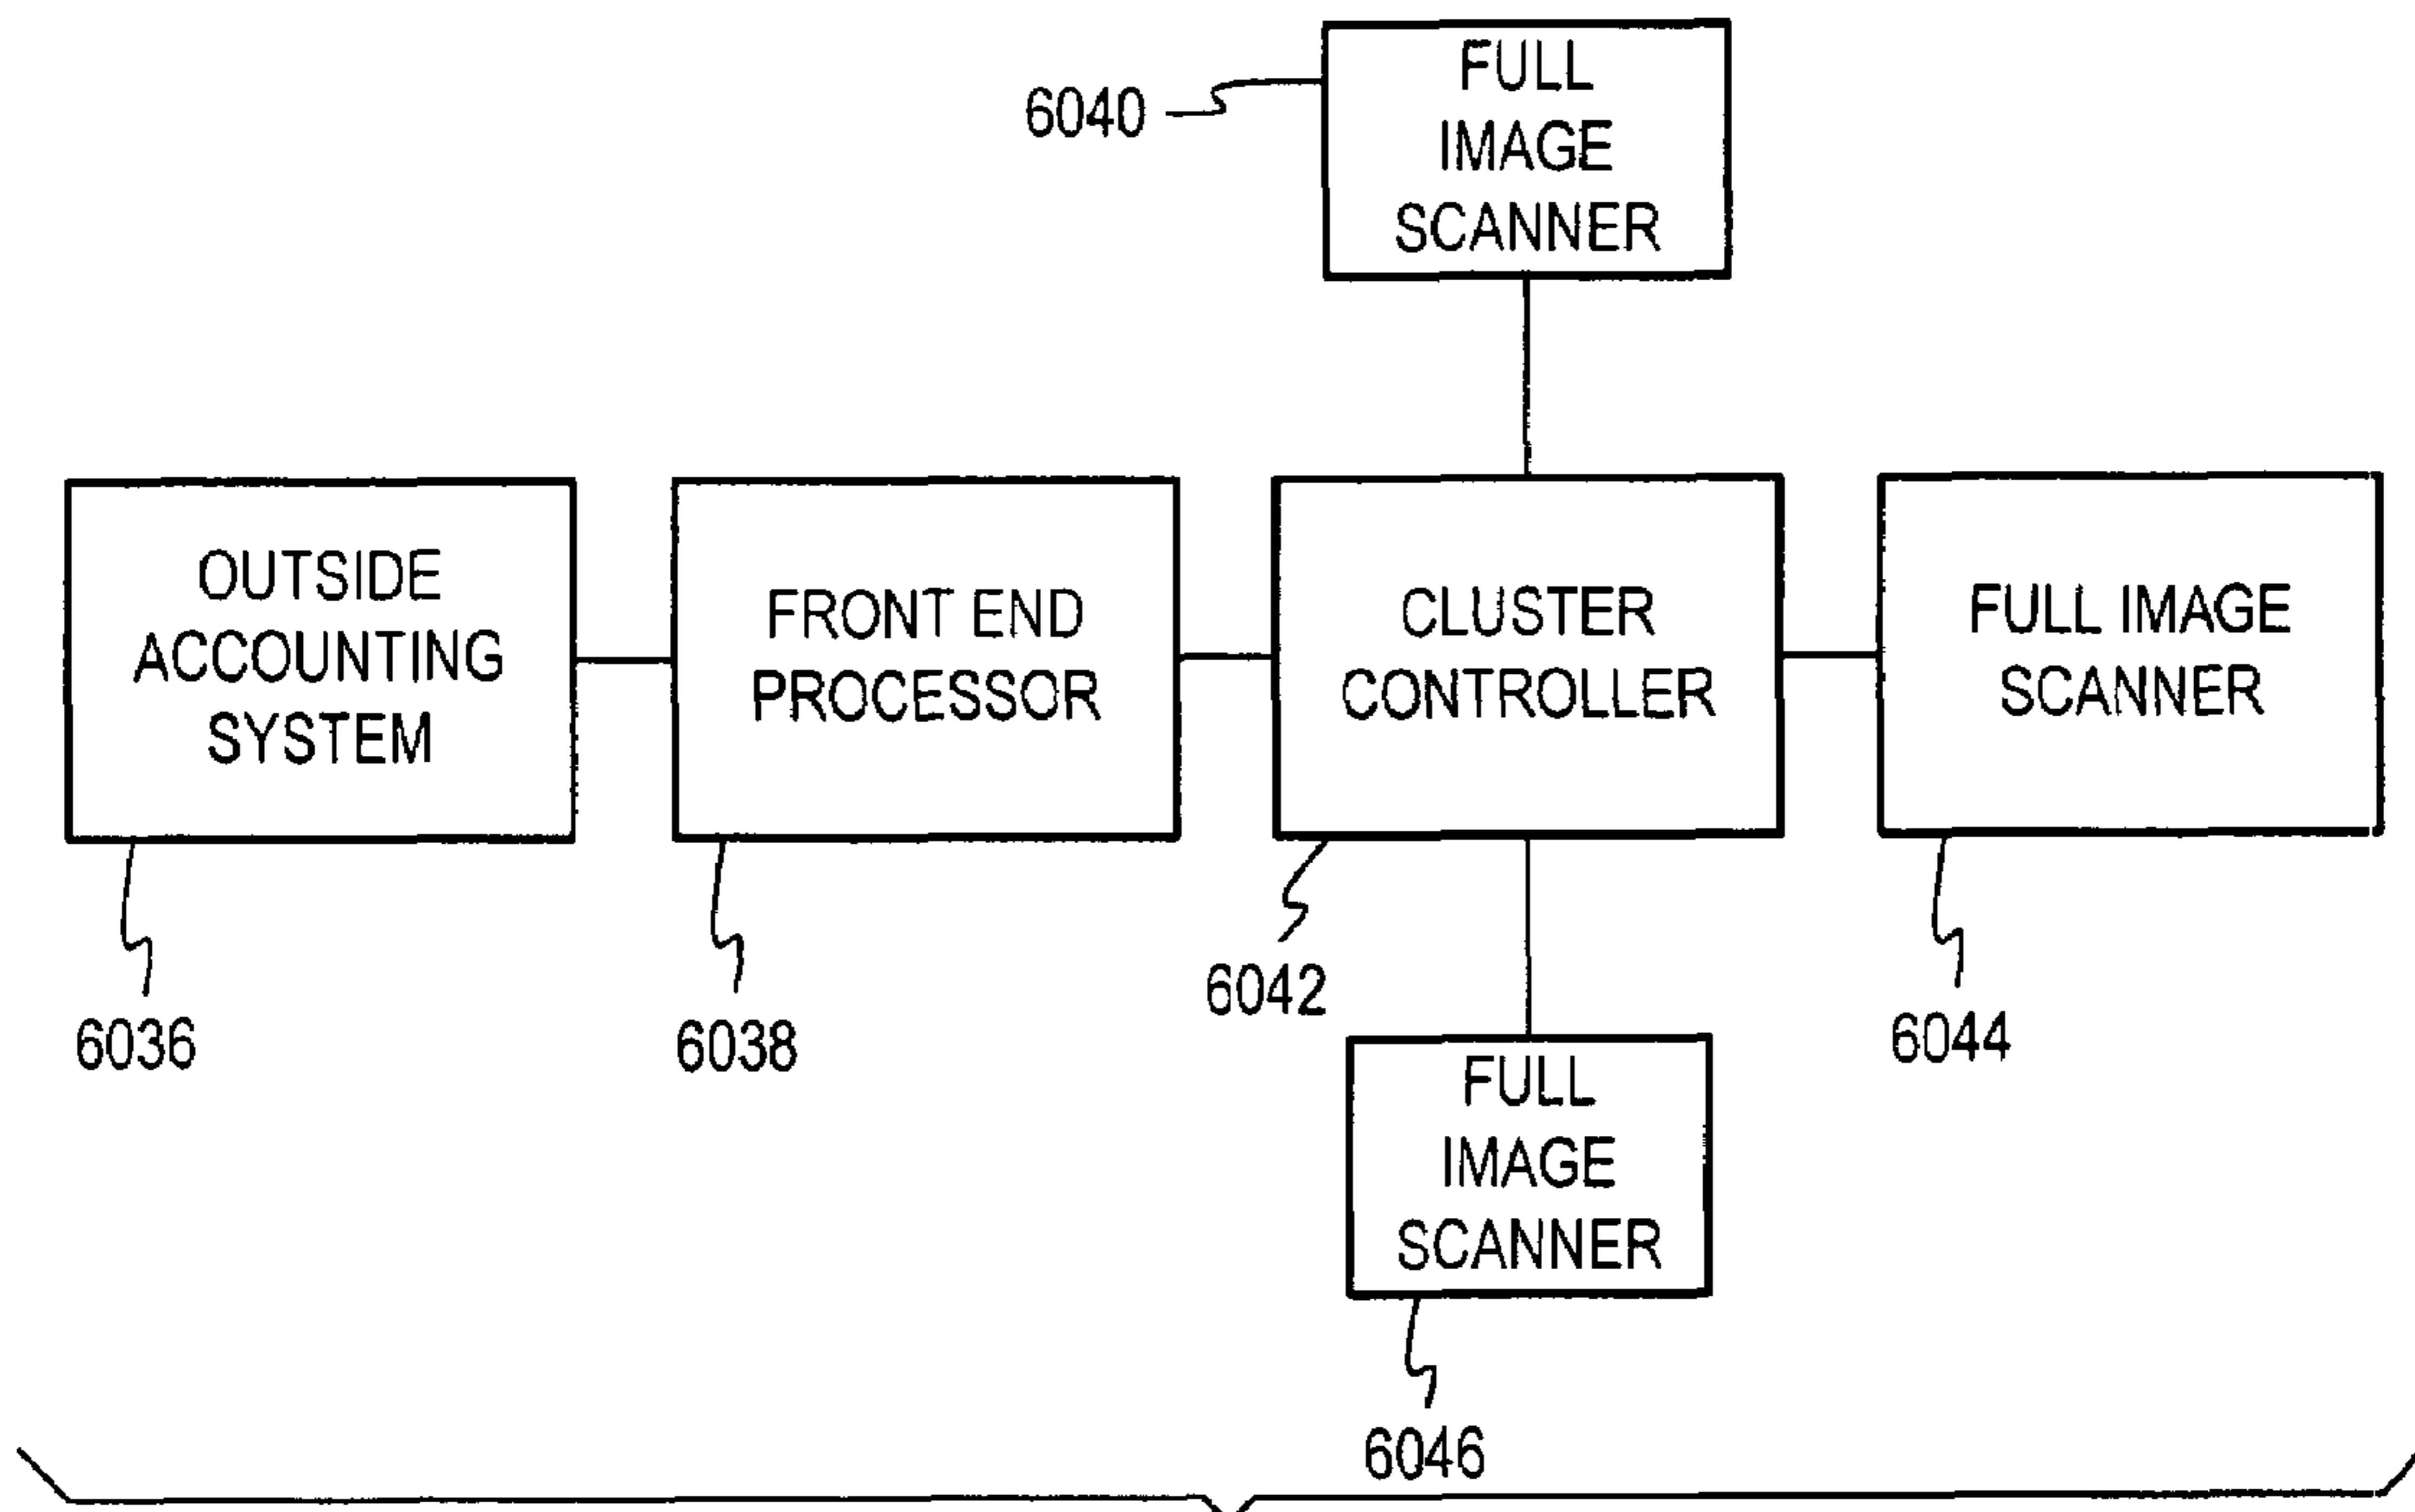 FULL
IMAGE
SCANNER
6040
OUTSIDE
ACCOUNTING
SYSTEM
FRONT END
PROCESSOR
CLUSTER
CONTROLLER
FULL IMAGE
SCANNER
6036
6038
6042
6044
FULL
IMAGE
SCANNER
6046